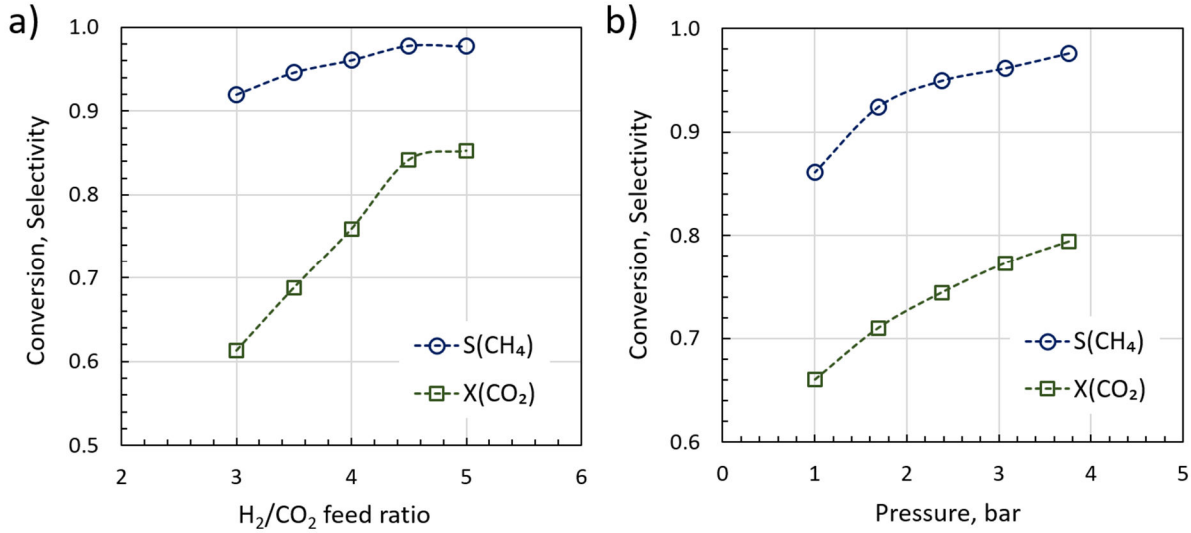 a)
1.0
0.9
0.8
0.7
0.6
0.5
2 3 4 5 6
Conversion, Selectivity
H₂/CO₂ feed ratio
S(CH₄)
X(CO₂)
b)
1.0
0.9
0.8
0.7
0.6
0 1 2 3 4 5
Conversion, Selectivity
Pressure, bar
S(CH₄)
X(CO₂)